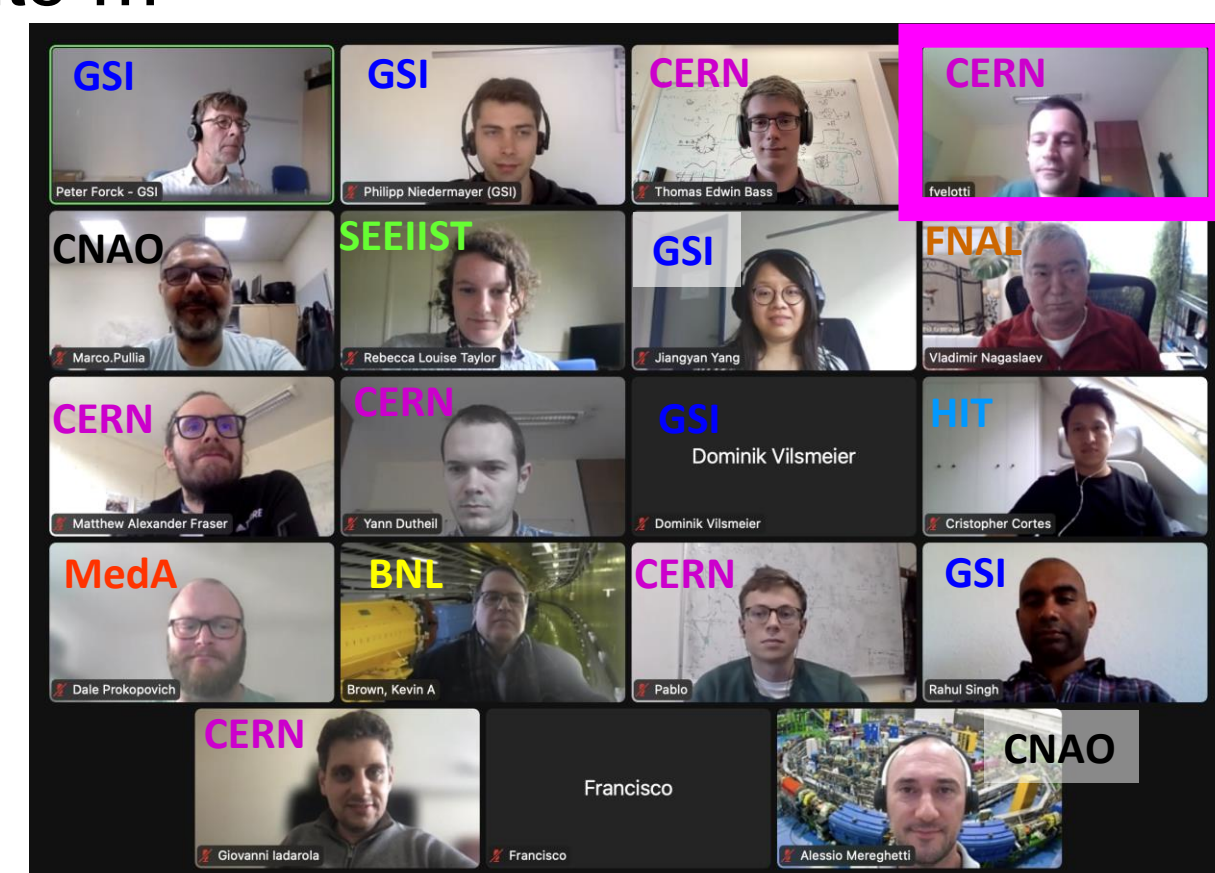 GSI
Peter Forck - GSI
GSI
Philipp Niedermayer (GSI)
CERN
Thomas Edwin Bass
CERN
fvelotti
CNAO
Marco.Pullia
SEEIIST
Rebecca Louise Taylor
GSI
Jiangyan Yang
FNAL
Vladimir Nagaslaev
CERN
Matthew Alexander Fraser
CERN
Yann Dutheil
GSI
Dominik Vilsmeier
Dominik Vilsmeier
HIT
Cristopher Cortes
MedA
Dale Prokopovich
BNL
Brown, Kevin A
CERN
Pablo
GSI
Rahul Singh
CERN
Giovanni Iadarola
Francisco
Francisco
CNAO
Alessio Mereghetti